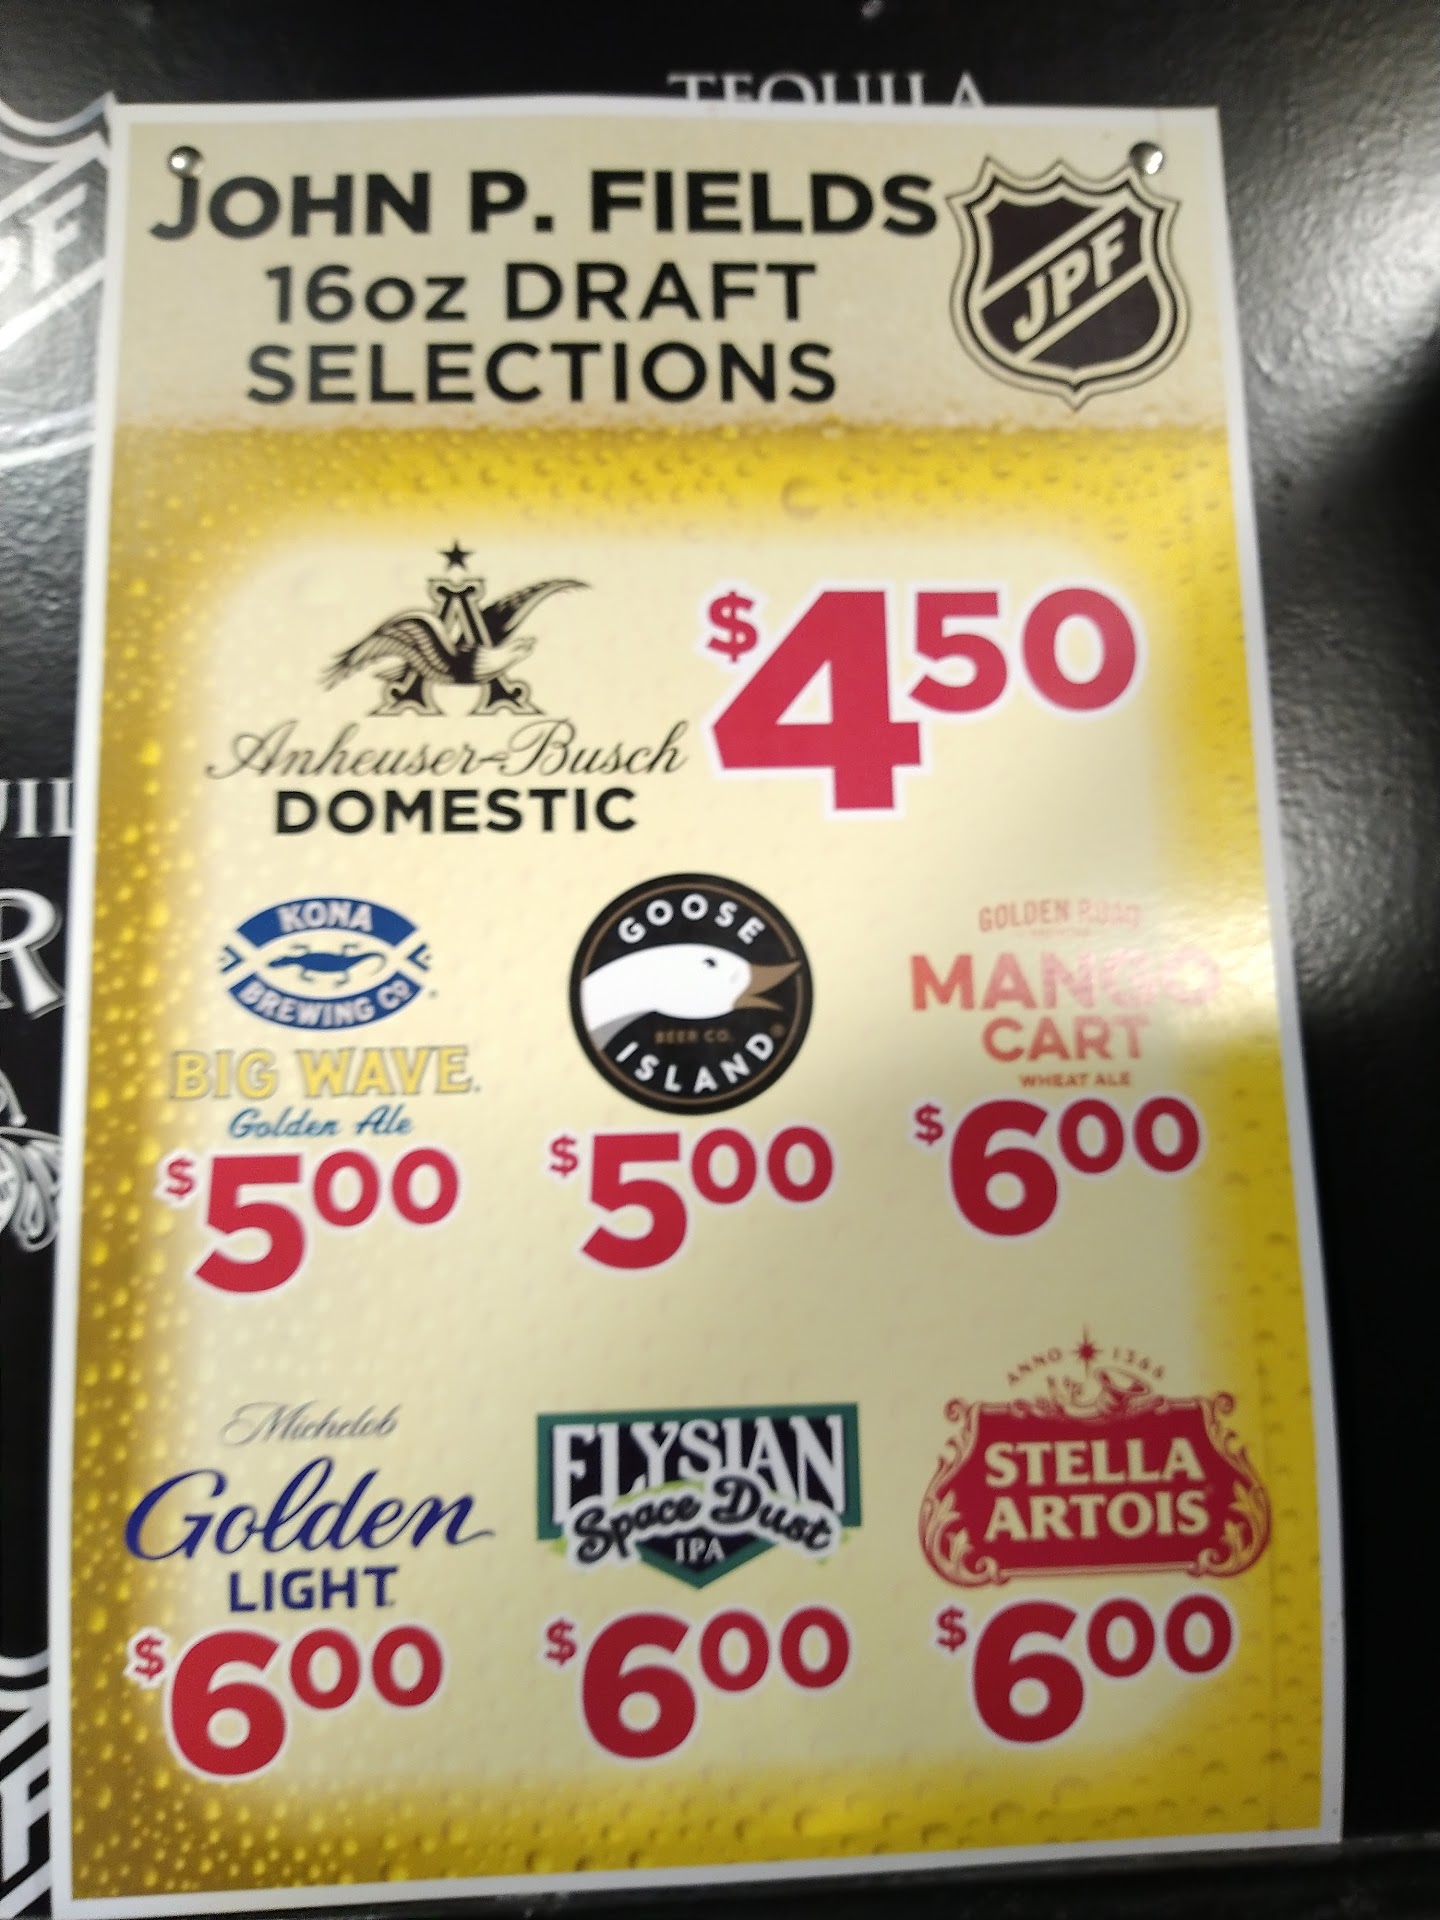 TEQUILA
JOHN P. FIELDS
16oz DRAFT
SELECTIONS
JPF
Anheuser-Busch
DOMESTIC
$4.50
KONA
BREWING CO
BIG WAVE.
Golden Ale
$5.00
GOOSE
ISLAND
BEER CO.
$5.00
GOLDEN ROAD
MANGO
CART
WHEAT ALE
$6.00
Michelob
Golden
LIGHT
$6.00
ELYSIAN
Space Dust
IPA
$6.00
ANNO 1366
STELLA
ARTOIS
$6.00